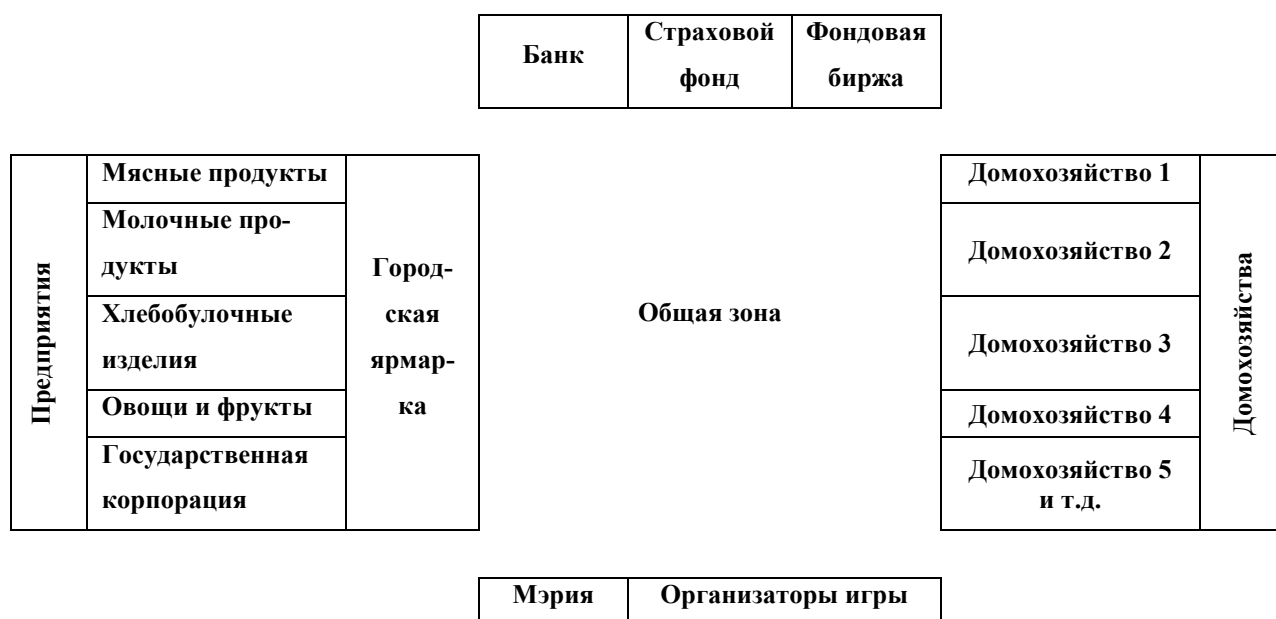 Банк
Страховой
фонд
Фондовая
биржа
Предприятия
Мясные продукты
Молочные про-
дукты
Хлебобулочные
изделия
Овощи и фрукты
Государственная
корпорация
Город-
ская
ярмар-
ка
Общая зона
Домохозяйство 1
Домохозяйство 2
Домохозяйство 3
Домохозяйство 4
Домохозяйство 5
и т.д.
Домохозяйства
Мэрия
Организаторы игры